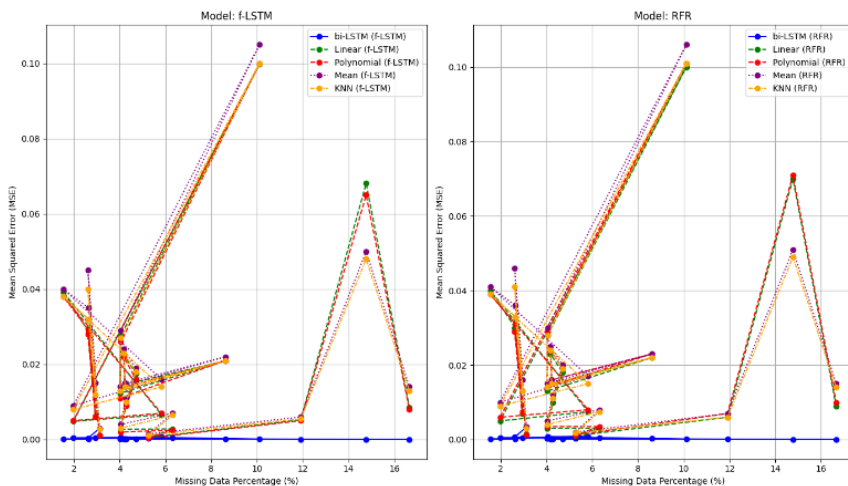 Model: f-LSTM
bi-LSTM (f-LSTM)
Linear (f-LSTM)
Polynomial (f-LSTM)
Mean (f-LSTM)
KNN (f-LSTM)
0.10
0.08
0.06
0.04
0.02
0.00
Mean Squared Error (MSE)
2 4 6 8 10 12 14 16
Missing Data Percentage (%)
Model: RFR
bi-LSTM (RFR)
Linear (RFR)
Polynomial (RFR)
Mean (RFR)
KNN (RFR)
0.10
0.08
0.06
0.04
0.02
0.00
Mean Squared Error (MSE)
2 4 6 8 10 12 14 16
Missing Data Percentage (%)